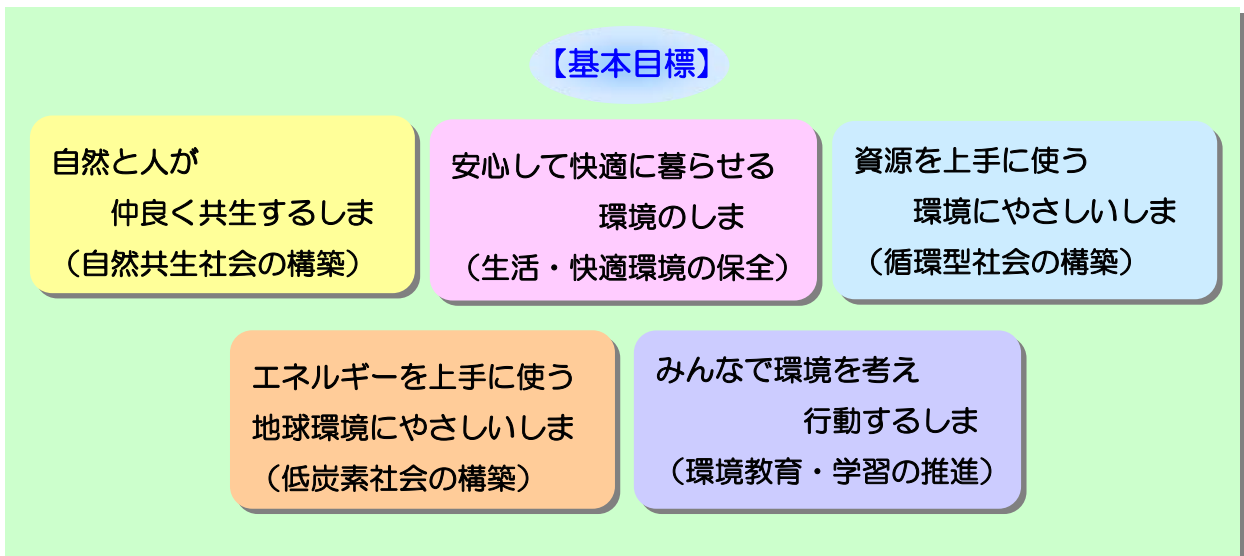 【基本目標】
自然と人が
仲良く共生するしま
（自然共生社会の構築）
安心して快適に暮らせる
環境のしま
（生活・快適環境の保全）
資源を上手に使う
環境にやさしいしま
（循環型社会の構築）
エネルギーを上手に使う
地球環境にやさしいしま
（低炭素社会の構築）
みんなで環境を考え
行動するしま
（環境教育・学習の推進）